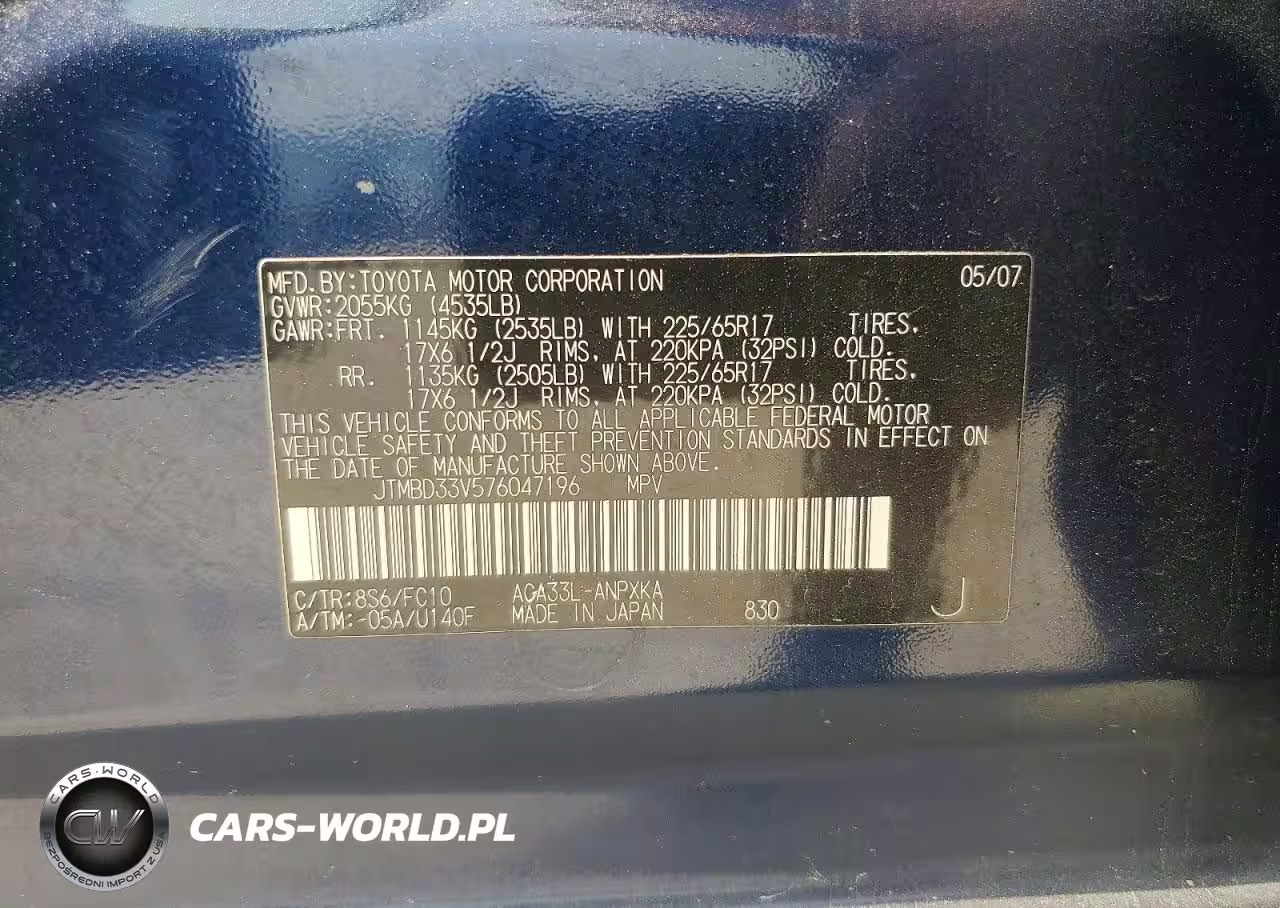 MFD.BY:TOYOTA MOTOR CORPORATION 05/07
GVWR:2055KG (4535LB)
GAWR:FRT. 1145KG (2535LB) WITH 225/65R17 TIRES,
17X6 1/2J RIMS, AT 220KPA (32PSI) COLD.
RR. 1135KG (2505LB) WITH 225/65R17 TIRES,
17X6 1/2J RIMS, AT 220KPA (32PSI) COLD.
THIS VEHICLE CONFORMS TO ALL APPLICABLE FEDERAL MOTOR
VEHICLE SAFETY AND THEFT PREVENTION STANDARDS IN EFFECT ON
THE DATE OF MANUFACTURE SHOWN ABOVE.
JTMBD33V576047196 MPV
C/TR:8S6/FC10 ACA33L-ANPXKA
A/TM:-05A/U140F MADE IN JAPAN 830 J
CARS-WORLD
CW
BEZPOŚREDNI IMPORT Z USA
CARS-WORLD.PL